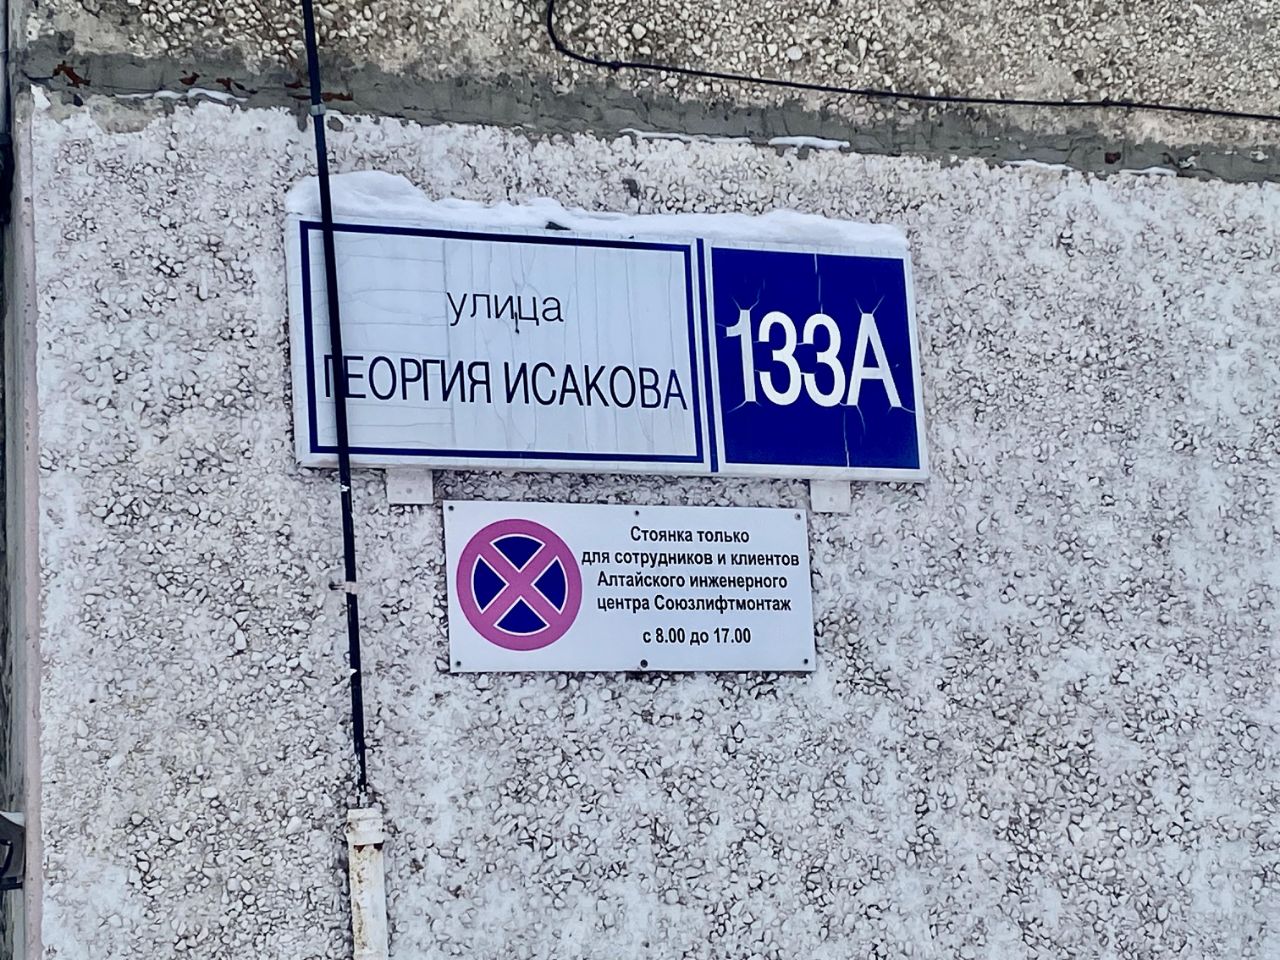 улица
ГЕОРГИЯ ИСАКОВА
133А
Стоянка только
для сотрудников и клиентов
Алтайского инженерного
центра Союзлифтмонтаж
с 8.00 до 17.00